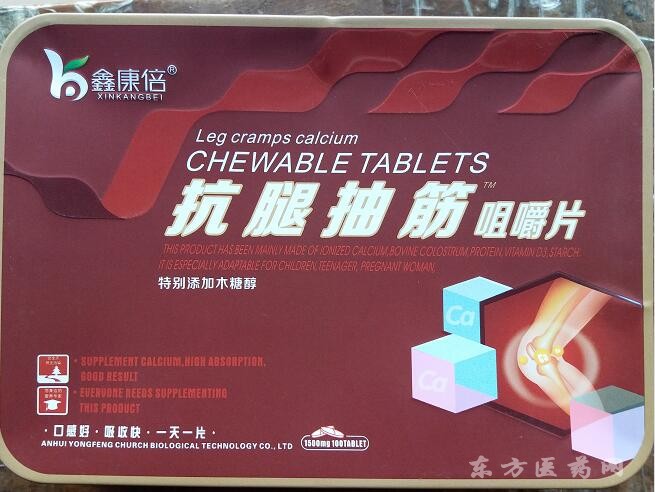 鑫康倍®
XINKANGBEI
Leg cramps calcium
CHEWABLE TABLETS
抗腿抽筋™咀嚼片
THIS PRODUCT HAS BEEN MAINLY MADE OF IONIZED CALCIUM,BOVINE COLOSTRUM,PROTEIN,VITAMIN D3,STARCH.
IT IS ESPECIALLY ADAPTABLE FOR CHILDREN,TEENAGER, PREGNANT WOMAN.
特别添加木糖醇
Ca
Ca
· SUPPLEMENT CALCIUM,HIGH ABSORPTION,
GOOD RESULT
· EVERYONE NEEDS SUPPLEMENTING
THIS PRODUCT
· 口感好 · 吸收快 · 一天一片 ·
ANHUI YONGFENG CHURCH BIOLOGICAL TECHNOLOGY CO., LTD
1500mg 100TABLET
东方医药网